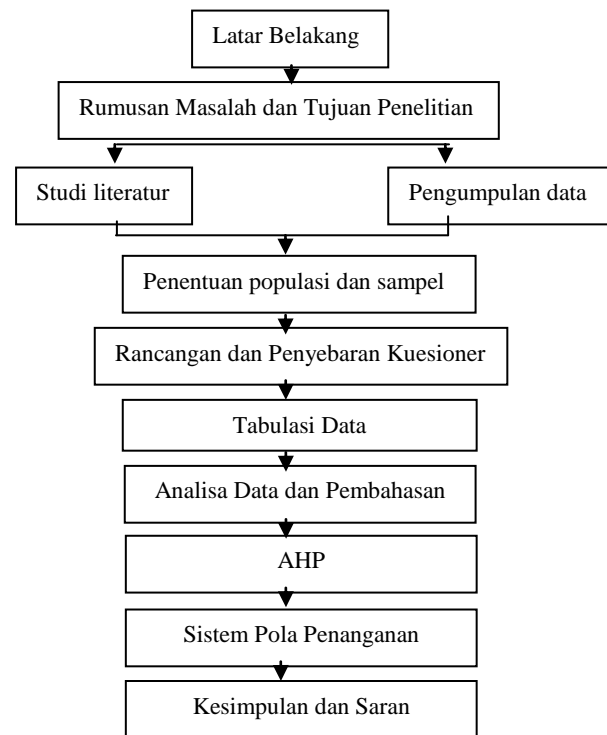 Latar Belakang
Rumusan Masalah dan Tujuan Penelitian
Studi literatur
Pengumpulan data
Penentuan populasi dan sampel
Rancangan dan Penyebaran Kuesioner
Tabulasi Data
Analisa Data dan Pembahasan
AHP
Sistem Pola Penanganan
Kesimpulan dan Saran